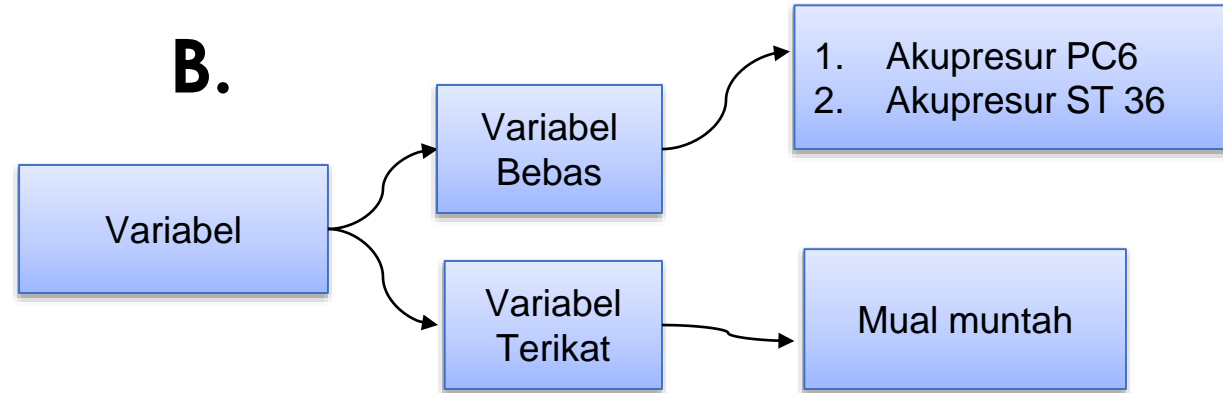 B.
Variabel
Variabel
Bebas
1. Akupresur PC6
2. Akupresur ST 36
Variabel
Terikat
Mual muntah